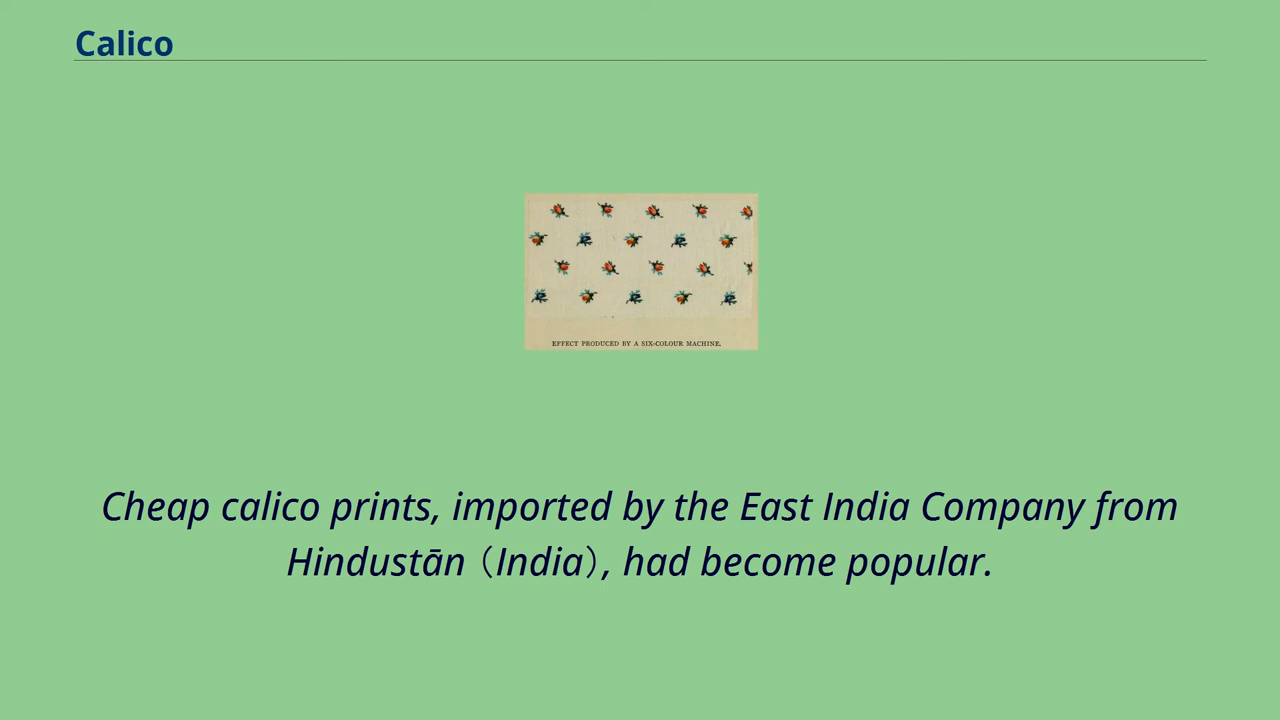 Calico
EFFECT PRODUCED BY A SIX-COLOUR MACHINE.
Cheap calico prints, imported by the East India Company from
Hindustān（India）, had become popular.